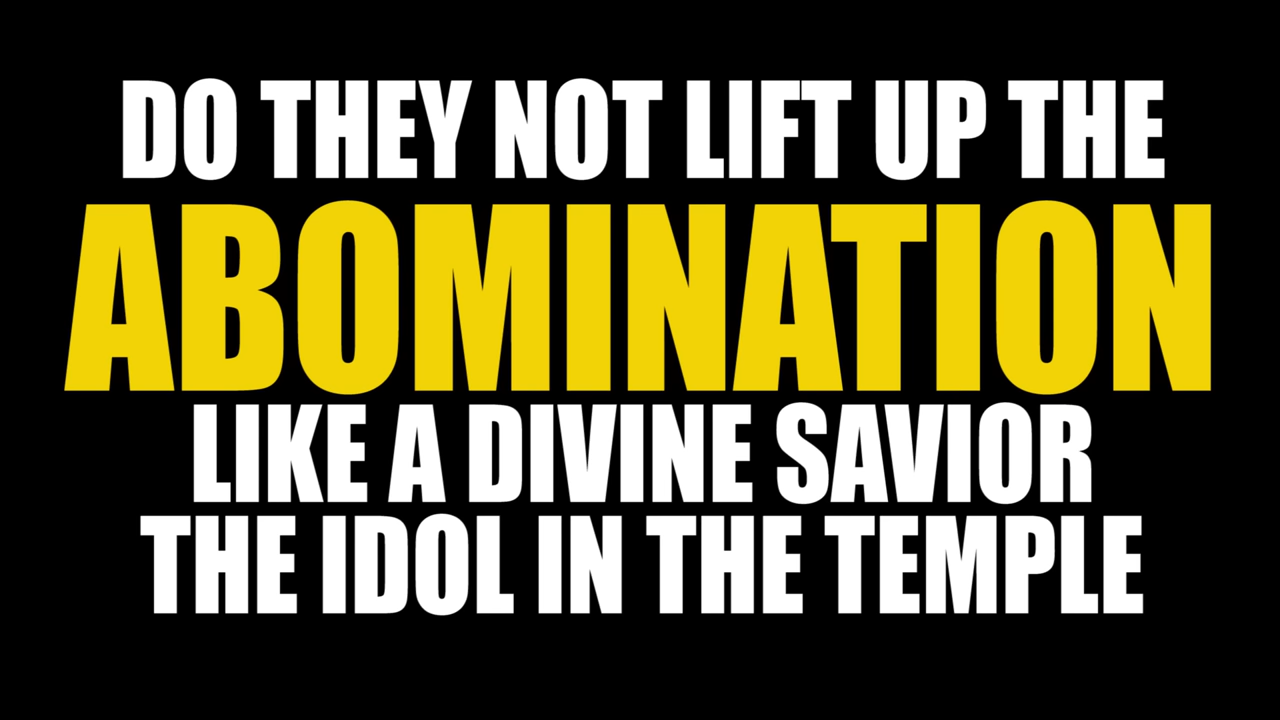 DO THEY NOT LIFT UP THE
ABOMINATION
LIKE A DIVINE SAVIOR
THE IDOL IN THE TEMPLE